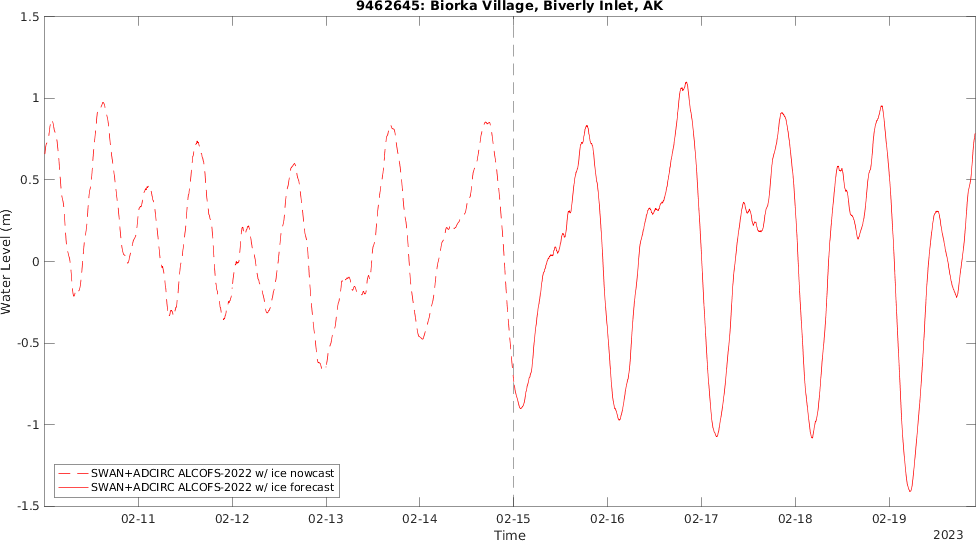 9462645: Biorka Village, Biverly Inlet, AK
1.5
1
0.5
0
-0.5
-1
-1.5
Water Level (m)
SWAN+ADCIRC ALCOFS-2022 w/ ice nowcast
SWAN+ADCIRC ALCOFS-2022 w/ ice forecast
02-11 02-12 02-13 02-14 02-15 02-16 02-17 02-18 02-19
Time
2023